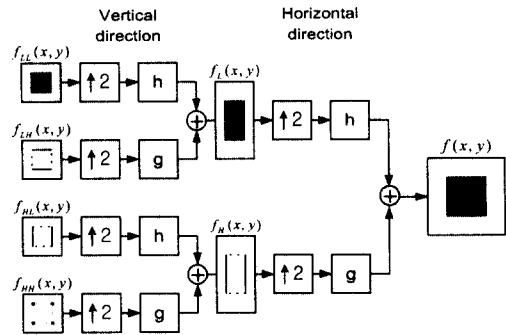 Vertical direction
Horizontal direction
f_LL(x, y)
↑2
h
f_L(x, y)
↑2
h
f_LH(x, y)
↑2
g
f(x, y)
f_HL(x, y)
↑2
h
f_H(x, y)
↑2
g
f_HH(x, y)
↑2
g